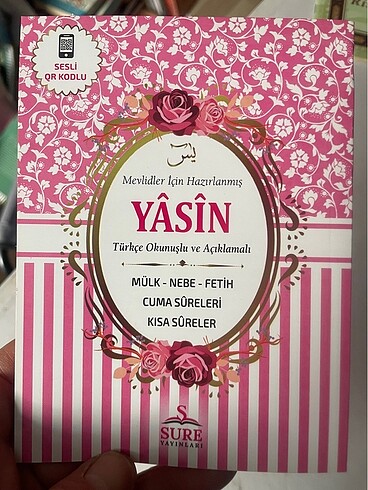 SESLİ
QR KODLU
يس
Mevlidler İçin Hazırlanmış
YÂSÎN
Türkçe Okunuşlu ve Açıklamalı
MÜLK - NEBE - FETİH
CUMA SÛRELERİ
KISA SÛRELER
S
SURE
YAYINLARI